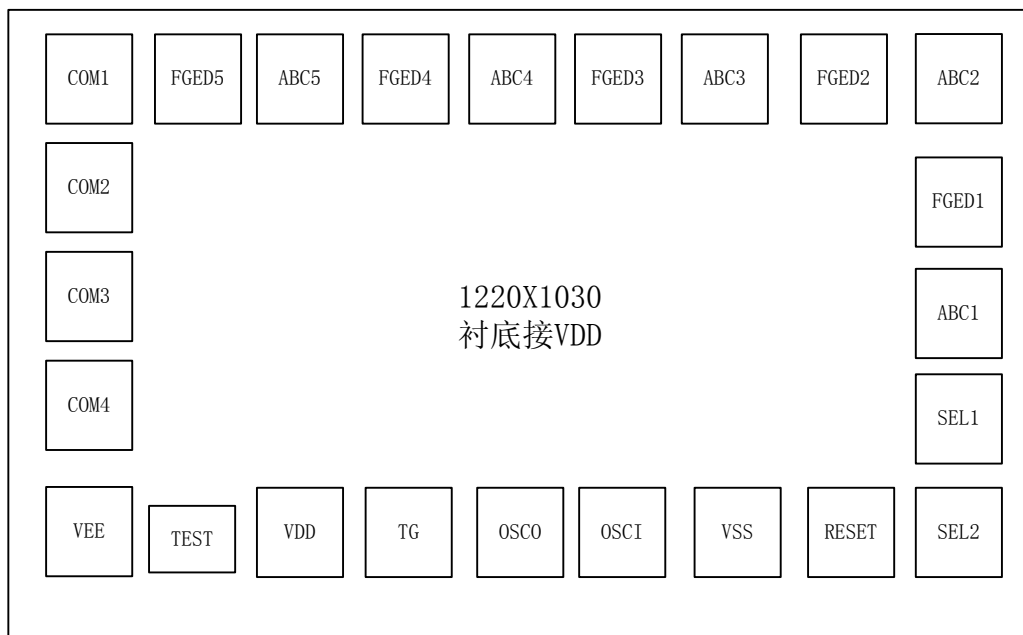 COM1 FGED5 ABC5 FGED4 ABC4 FGED3 ABC3 FGED2 ABC2
COM2
FGED1
COM3
1220X1030
ABC1
衬底接VDD
COM4
SEL1
VEE TEST VDD TG OSCO OSCI VSS RESET SEL2